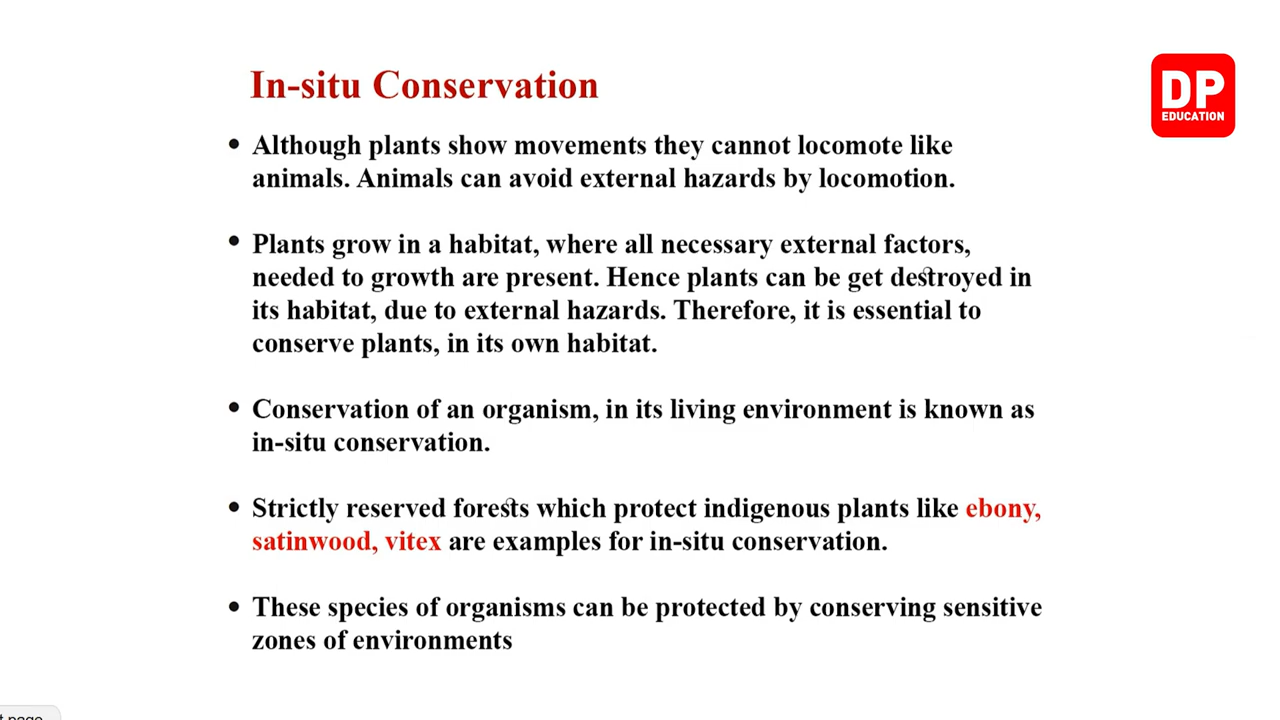 In-situ Conservation
DP
EDUCATION
• Although plants show movements they cannot locomote like
animals. Animals can avoid external hazards by locomotion.
• Plants grow in a habitat, where all necessary external factors,
needed to growth are present. Hence plants can be get destroyed in
its habitat, due to external hazards. Therefore, it is essential to
conserve plants, in its own habitat.
• Conservation of an organism, in its living environment is known as
in-situ conservation.
• Strictly reserved forests which protect indigenous plants like ebony,
satinwood, vitex are examples for in-situ conservation.
• These species of organisms can be protected by conserving sensitive
zones of environments